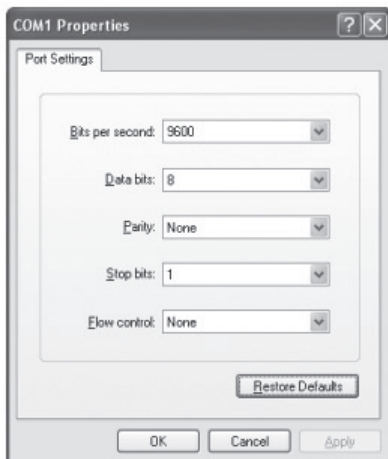 COM1 Properties
Port Settings
Bits per second: 9600
Data bits: 8
Parity: None
Stop bits: 1
Flow control: None
Restore Defaults
OK Cancel Apply